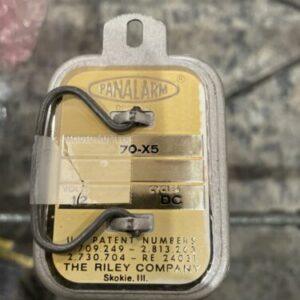 PANALARM
70-X5
CYCLES
12
DC
U.S. PATENT NUMBERS
2.709.249 - 2.813.263
2.730.704 - RE 24031
THE RILEY COMPANY
Skokie, Ill.